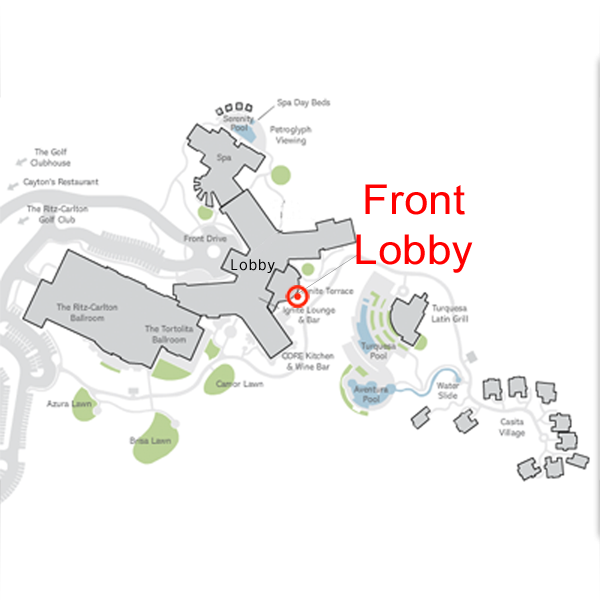 Spa Day Beds
Serenity
Pool
Petroglyph
Viewing
The Golf
Clubhouse
Spa
Cayton's Restaurant
The Ritz-Carlton
Golf Club
Front
Lobby
Front Drive
Lobby
Ignite Terrace
Ignite Lounge
& Bar
The Ritz-Carlton
Ballroom
The Tortolita
Ballroom
Turquesa
Latin Grill
Turquesa
Pool
CORE Kitchen
& Wine Bar
Camor Lawn
Aventura
Pool
Water
Slide
Azura Lawn
Brisa Lawn
Casita
Village